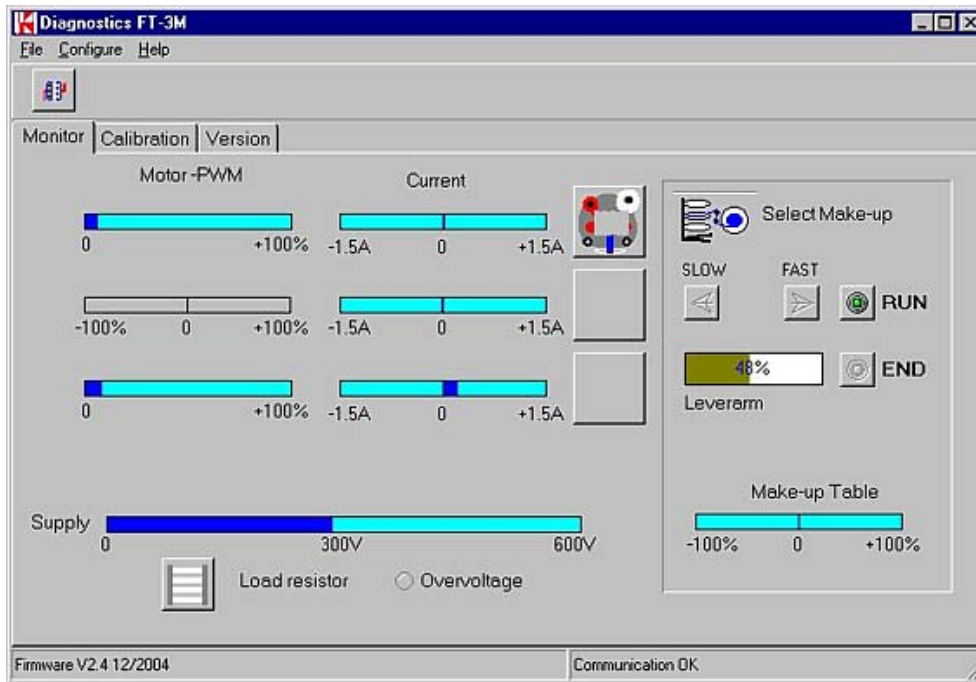 Diagnostics FT-3M
File Configure Help
Monitor Calibration Version
Motor-PWM Current
0 +100% -1.5A 0 +1.5A
-100% 0 +100% -1.5A 0 +1.5A
0 +100% -1.5A 0 +1.5A
Supply
0 300V 600V
Load resistor Overvoltage
Select Make-up
SLOW FAST
RUN
48% END
Leverarm
Make-up Table
-100% 0 +100%
Firmware V2.4 12/2004 Communication OK